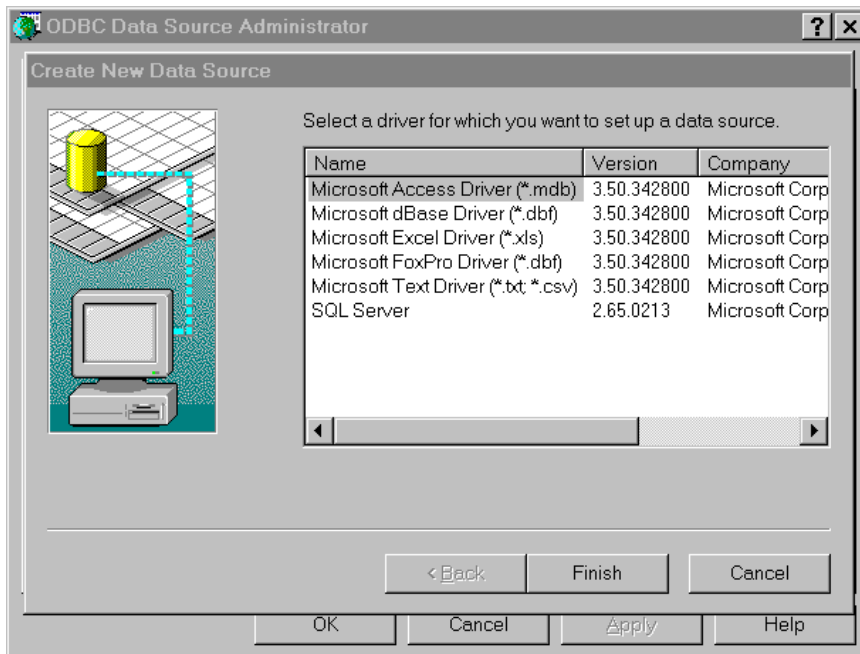 ODBC Data Source Administrator
Create New Data Source
Select a driver for which you want to set up a data source.
Name Version Company
Microsoft Access Driver (*.mdb) 3.50.342800 Microsoft Corp
Microsoft dBase Driver (*.dbf) 3.50.342800 Microsoft Corp
Microsoft Excel Driver (*.xls) 3.50.342800 Microsoft Corp
Microsoft FoxPro Driver (*.dbf) 3.50.342800 Microsoft Corp
Microsoft Text Driver (*.txt; *.csv) 3.50.342800 Microsoft Corp
SQL Server 2.65.0213 Microsoft Corp
< Back Finish Cancel
OK Cancel Apply Help